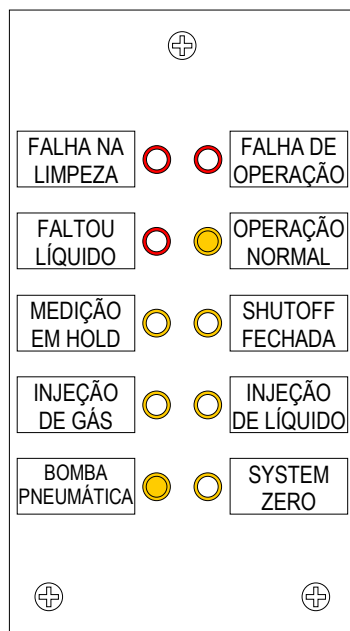 FALHA NA
LIMPEZA
FALHA DE
OPERAÇÃO
FALTOU
LÍQUIDO
OPERAÇÃO
NORMAL
MEDIÇÃO
EM HOLD
SHUTOFF
FECHADA
INJEÇÃO
DE GÁS
INJEÇÃO
DE LÍQUIDO
BOMBA
PNEUMÁTICA
SYSTEM
ZERO